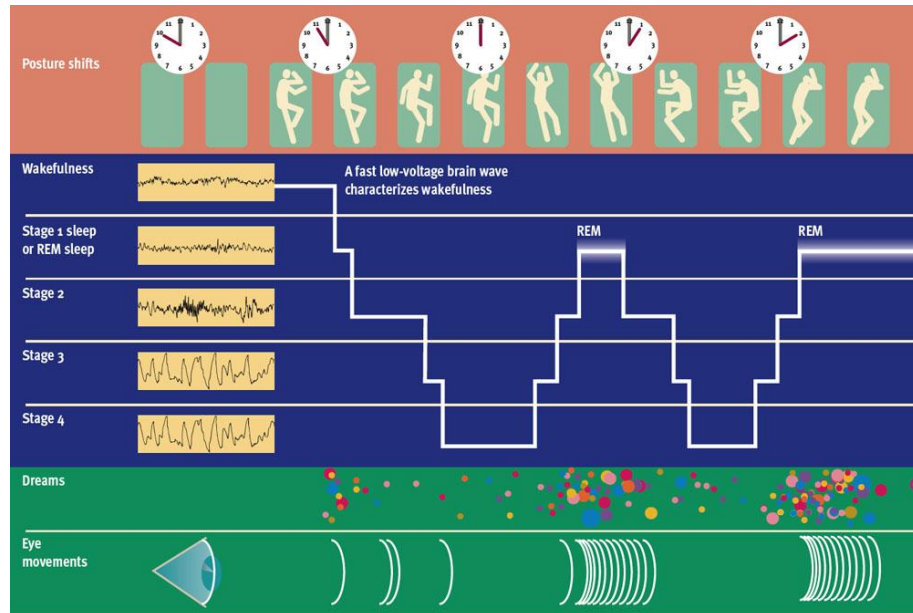 Posture shifts
Wakefulness
A fast low-voltage brain wave
characterizes wakefulness
Stage 1 sleep
or REM sleep
REM
REM
Stage 2
Stage 3
Stage 4
Dreams
Eye
movements